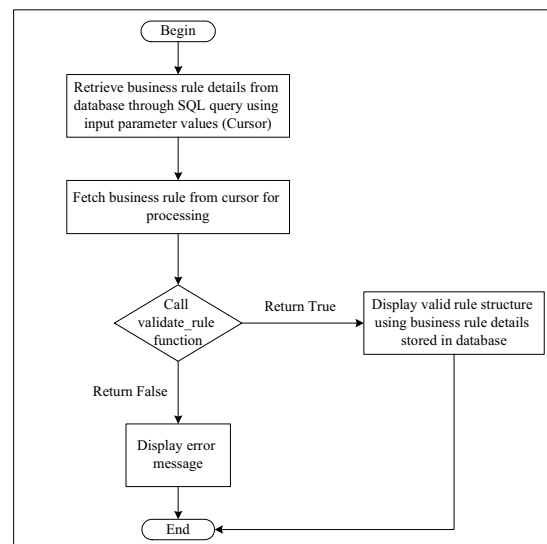 Begin
Retrieve business rule details from
database through SQL query using
input parameter values (Cursor)
Fetch business rule from cursor for
processing
Call
validate_rule
function
Return True
Display valid rule structure
using business rule details
stored in database
Return False
Display error
message
End